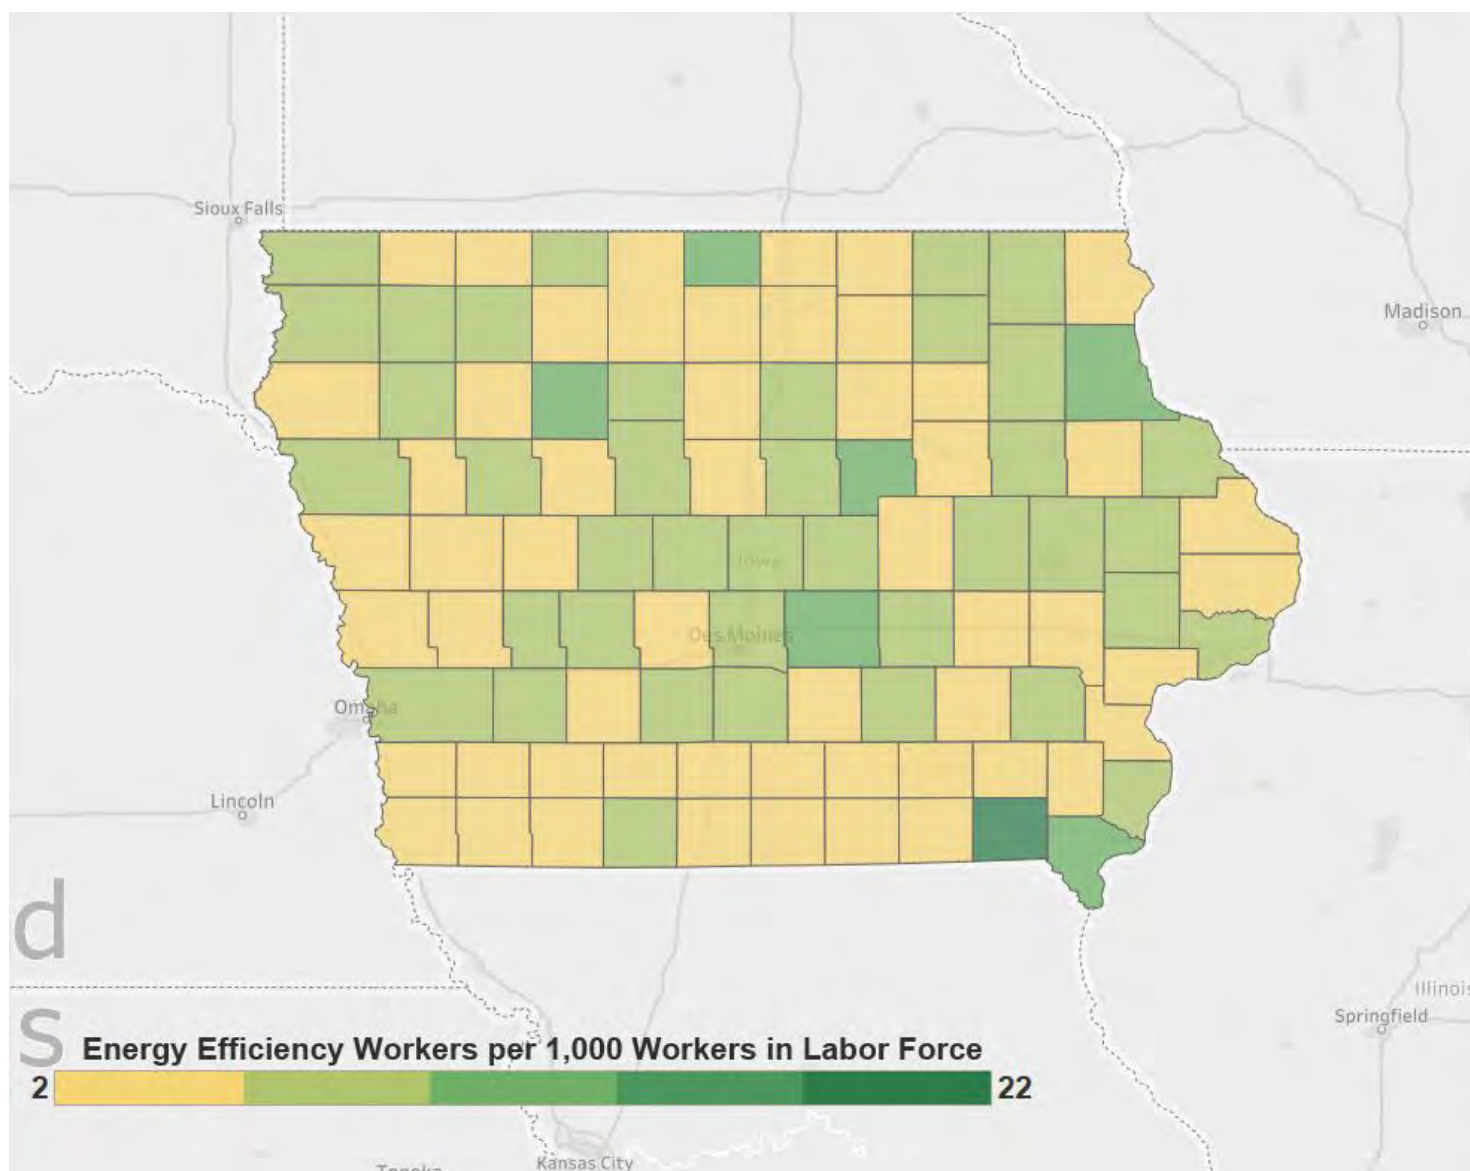 Sioux Falls
Madison
Iowa
Des Moines
Omaha
Lincoln
d
s
Illinois
Springfield
Energy Efficiency Workers per 1,000 Workers in Labor Force
2
22
Kansas City
Topeka